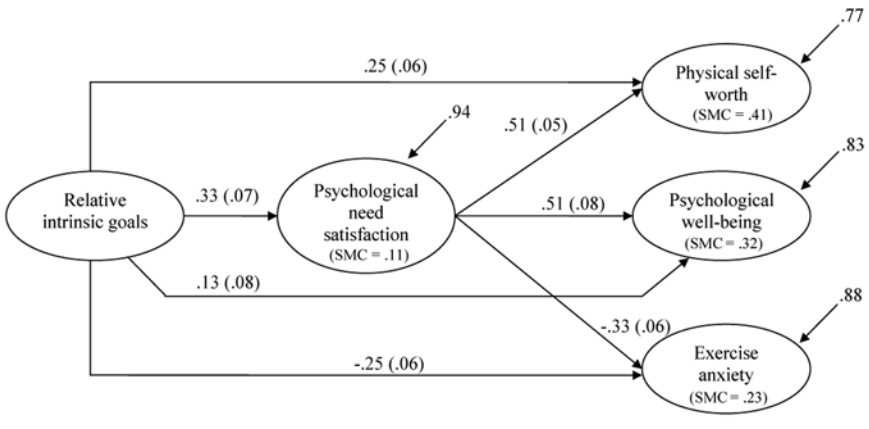 .77
Physical self-
worth
(SMC = .41)
.25 (.06)
.94
.51 (.05)
.83
Relative
intrinsic goals
.33 (.07)
Psychological
need
satisfaction
(SMC = .11)
.51 (.08)
Psychological
well-being
(SMC = .32)
.13 (.08)
.88
-.33 (.06)
Exercise
anxiety
(SMC = .23)
-.25 (.06)